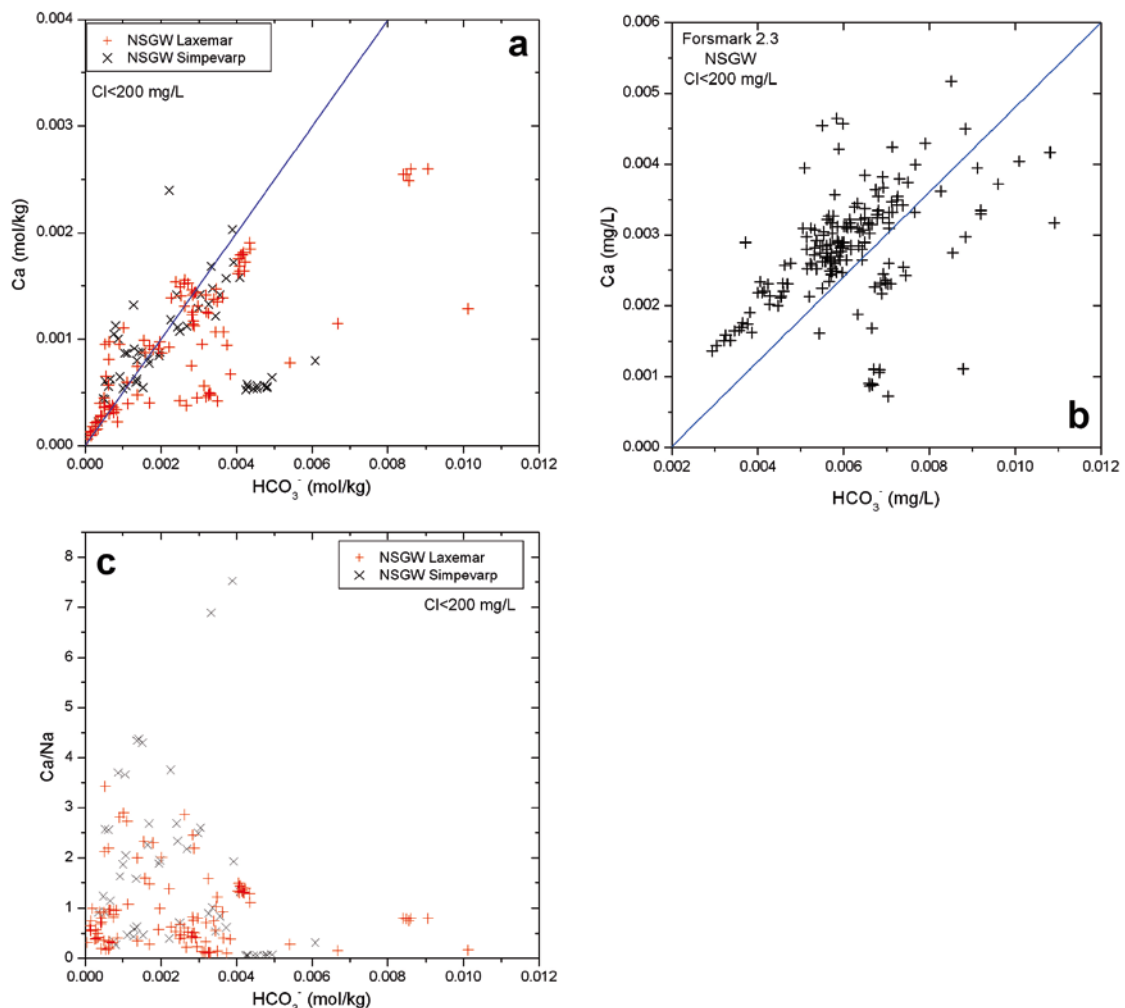 a
NSGW Laxemar
NSGW Simpevarp
Cl<200 mg/L
Ca (mol/kg)
0.004
0.003
0.002
0.001
0.000
0.000 0.002 0.004 0.006 0.008 0.010 0.012
HCO3- (mol/kg)
Forsmark 2.3
NSGW
Cl<200 mg/L
b
Ca (mg/L)
0.006
0.005
0.004
0.003
0.002
0.001
0.000
0.002 0.004 0.006 0.008 0.010 0.012
HCO3- (mg/L)
c
NSGW Laxemar
NSGW Simpevarp
Cl<200 mg/L
Ca/Na
8
7
6
5
4
3
2
1
0
0.000 0.002 0.004 0.006 0.008 0.010 0.012
HCO3- (mol/kg)